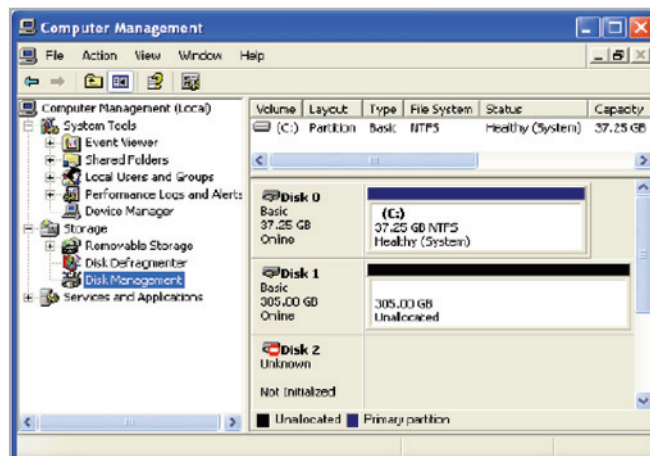 Computer Management
File Action View Window Help
Computer Management (Local)
System Tools
Event Viewer
Shared Folders
Local Users and Groups
Performance Logs and Alerts
Device Manager
Storage
Removable Storage
Disk Defragmenter
Disk Management
Services and Applications
Volume Layout Type File System Status Capacity
(C:) Partition Basic NTFS Healthy (System) 37.25 GB
Disk 0
Basic
37.25 GB
Online
(C:)
37.25 GB NTFS
Healthy (System)
Disk 1
Basic
305.00 GB
Online
305.00 GB
Unalocated
Disk 2
Unknown
Not Initialized
Unalocated Primary partition